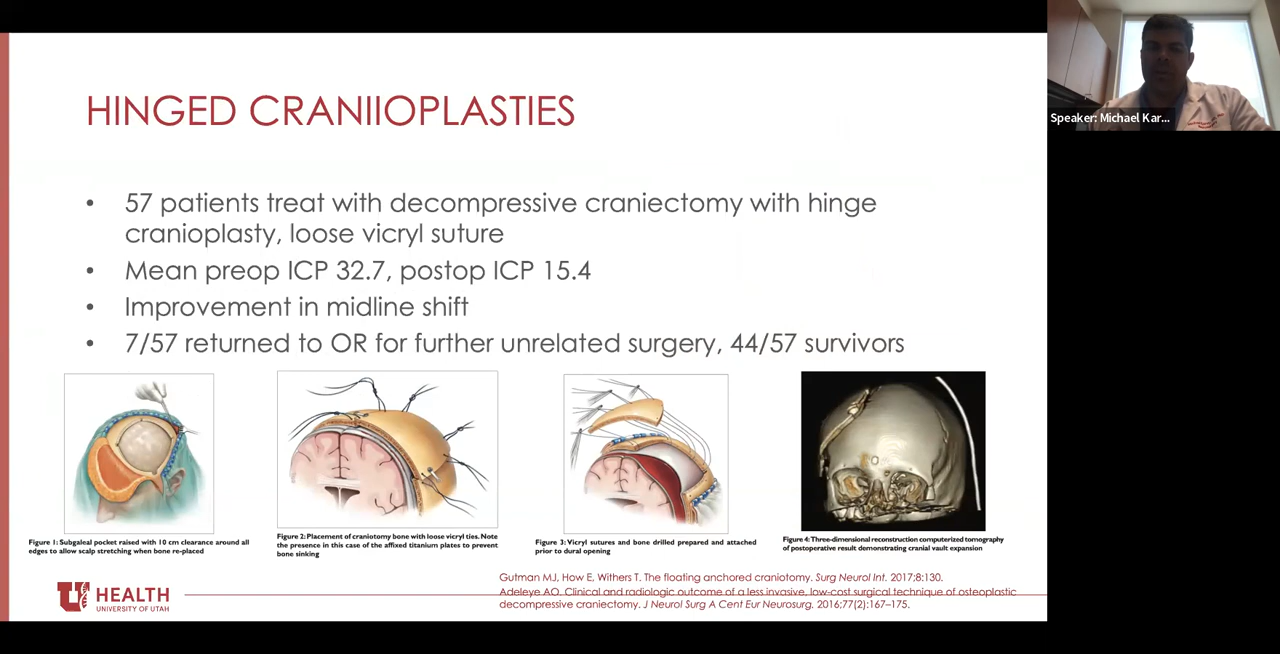 HINGED CRANIIOPLASTIES
Speaker: Michael Kar...
• 57 patients treat with decompressive craniectomy with hinge
cranioplasty, loose vicryl suture
• Mean preop ICP 32.7, postop ICP 15.4
• Improvement in midline shift
• 7/57 returned to OR for further unrelated surgery, 44/57 survivors
Figure 1: Subgaleal pocket raised with 10 cm clearance around all
edges to allow scalp stretching when bone re-placed
Figure 2: Placement of craniotomy bone with loose vicryl ties. Note
the presence in this case of the affixed titanium plates to prevent
bone sinking
Figure 3: Vicryl sutures and bone drilled prepared and attached
prior to dural opening
Figure 4: Three-dimensional reconstruction computerized tomography
of postoperative result demonstrating cranial vault expansion
U HEALTH
UNIVERSITY OF UTAH
Gutman MJ, How E, Withers T. The floating anchored craniotomy. Surg Neurol Int. 2017;8:130.
Adeleye AO. Clinical and radiologic outcome of a less invasive, low-cost surgical technique of osteoplastic
decompressive craniectomy. J Neurol Surg A Cent Eur Neurosurg. 2016;77(2):167–175.